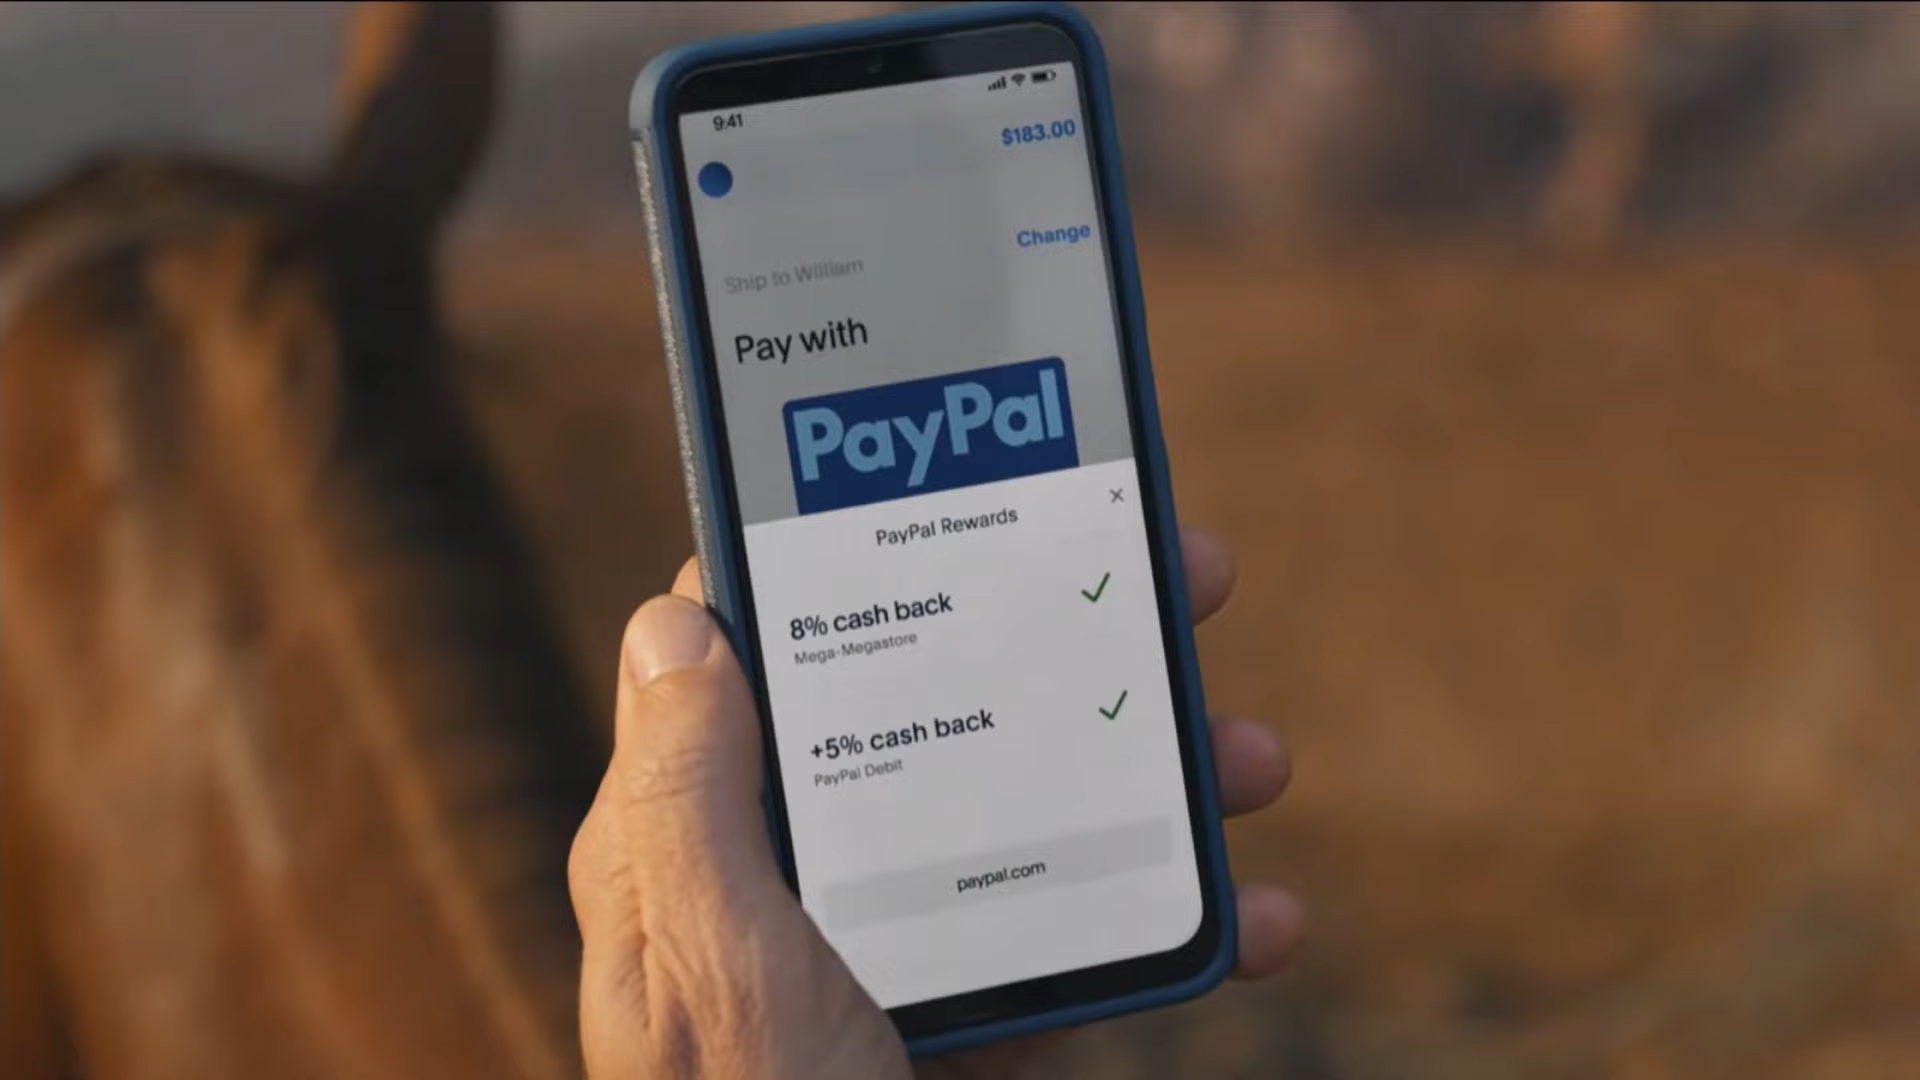 9:41
$183.00
Change
Ship to William
Pay with
PayPal
PayPal Rewards
8% cash back
Mega-Megastore
+5% cash back
PayPal Debit
paypal.com